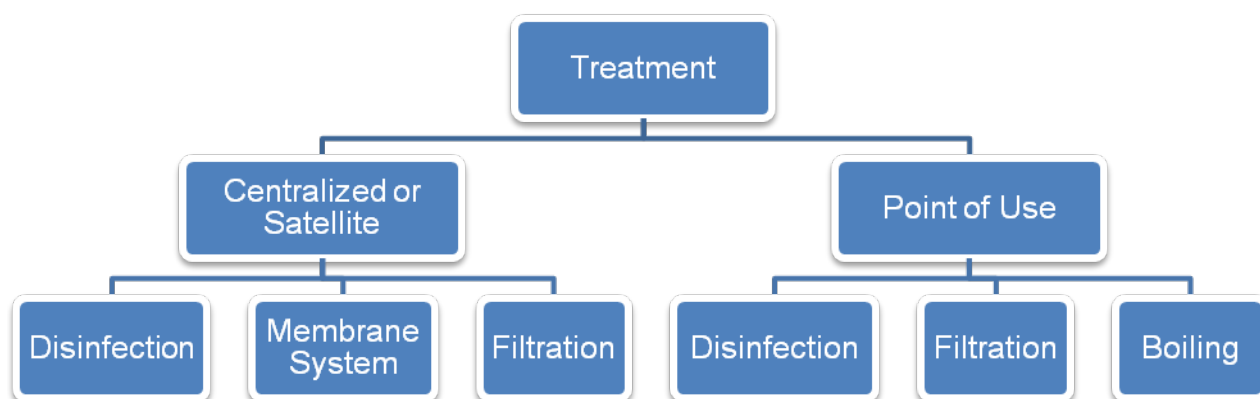 Treatment
Centralized or
Satellite
Point of Use
Disinfection
Membrane
System
Filtration
Disinfection
Filtration
Boiling